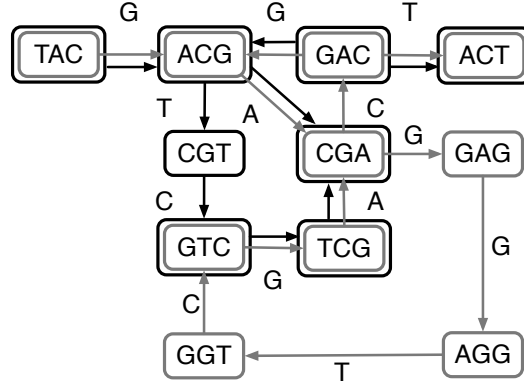 G G T
TAC ACG GAC ACT
T A C
CGT CGA G GAG
C A G
GTC TCG
G
C
GGT T AGG